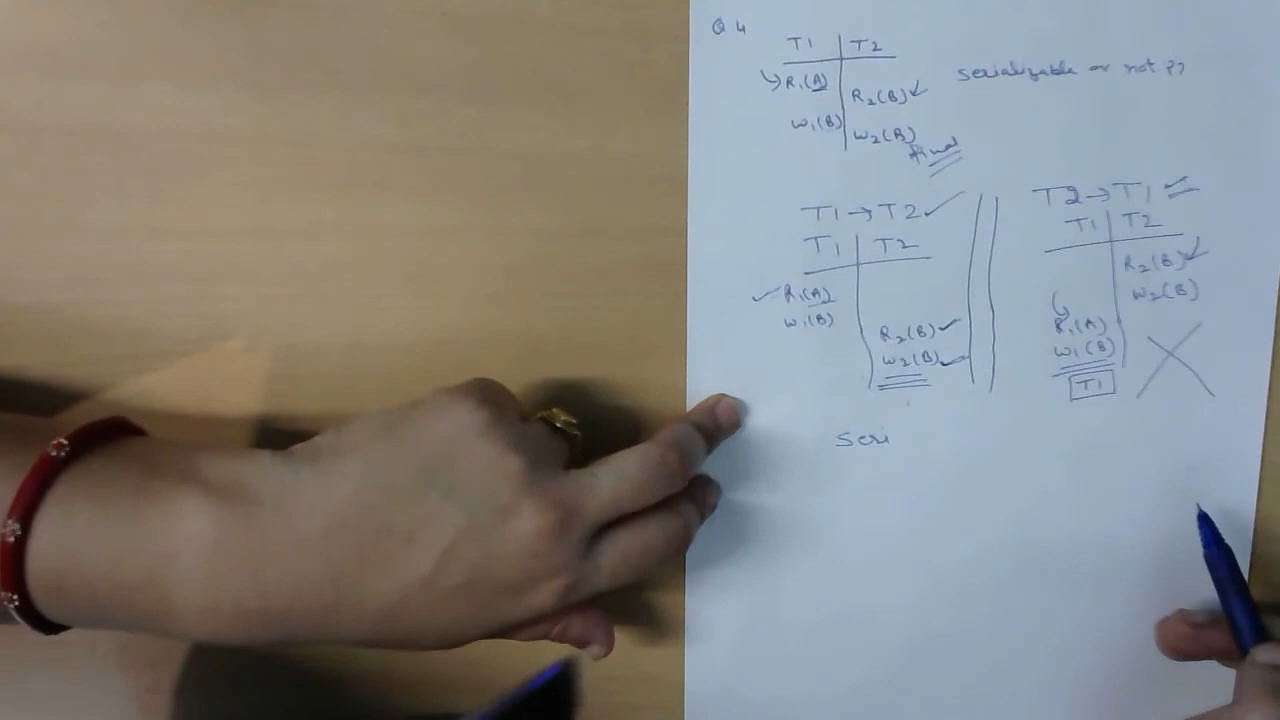 Q 4
T1 T2
R₁(A)
R₂(B)
W₁(B)
W₂(B)
final
serializable or not ??
T1 → T2
T1 T2
R₁(A)
W₁(B)
R₂(B)
W₂(B)
T2 → T1
T1 T2
R₂(B)
W₂(B)
R₁(A)
W₁(B)
T1
Seri